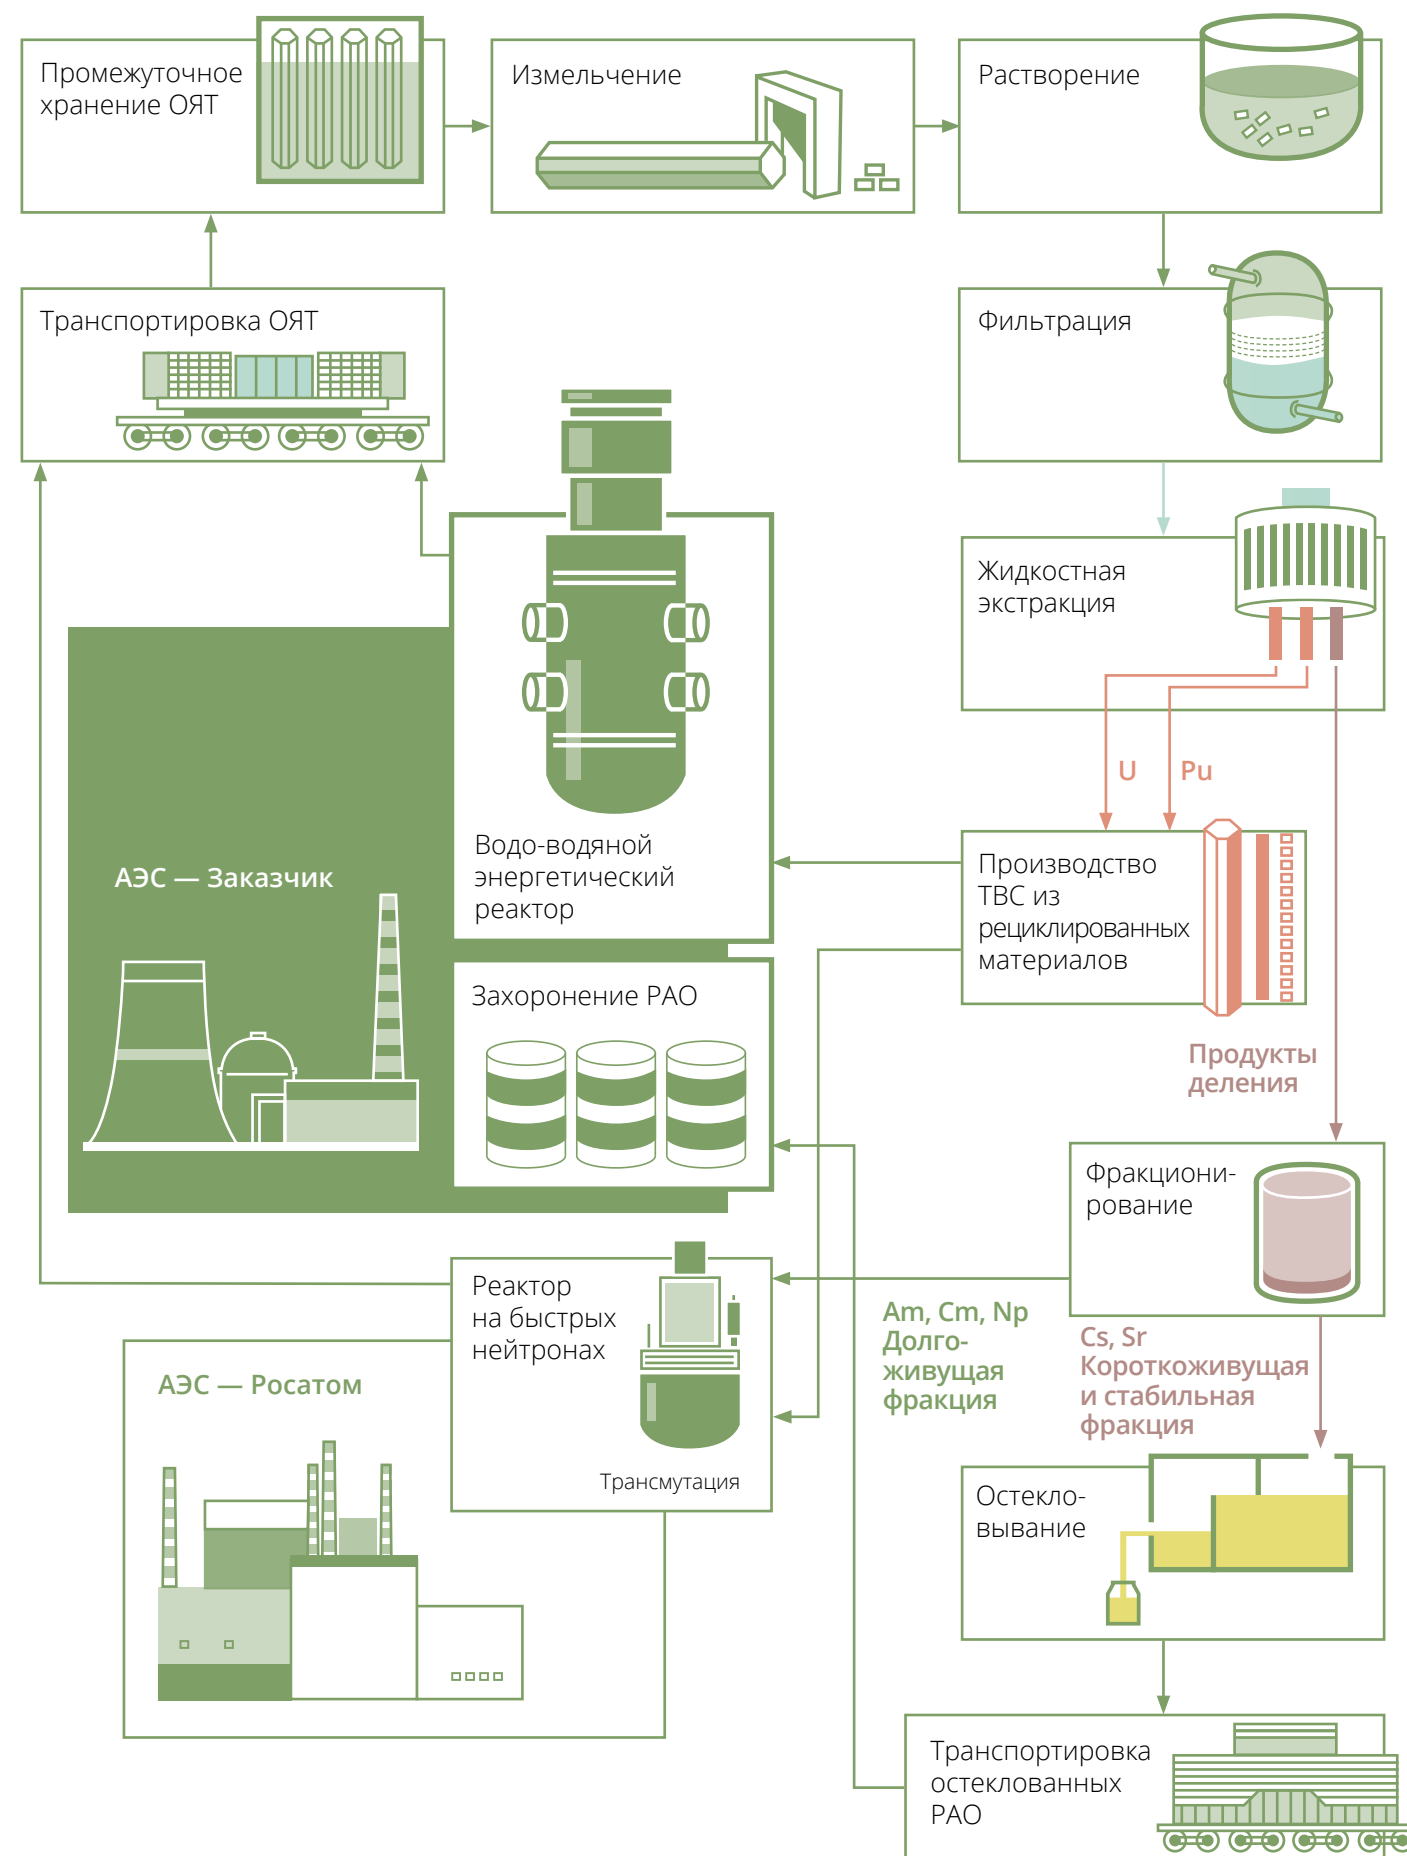 Промежуточное
хранение ОЯТ
Измельчение
Растворение
Транспортировка ОЯТ
Фильтрация
Жидкостная
экстракция
U
Pu
Водо-водяной
энергетический
реактор
Производство
ТВС из
рециклированных
материалов
АЭС — Заказчик
Захоронение РАО
Продукты
деления
Фракциони-
рование
Реактор
на быстрых
нейтронах
Трансмутация
Am, Cm, Np
Долго-
живущая
фракция
Cs, Sr
Короткоживущая
и стабильная
фракция
АЭС — Росатом
Остекло-
вывание
Транспортировка
остеклованных
РАО